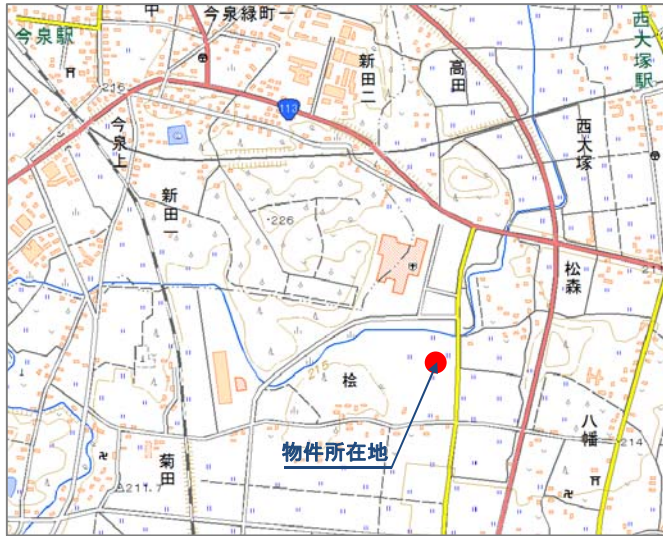 中
今泉緑町一
今泉駅
新田二
高田
西大塚駅
216
113
今泉上
西大塚
新田一
226
松森
215
桧
八幡
物件所在地
214
菊田
211.7